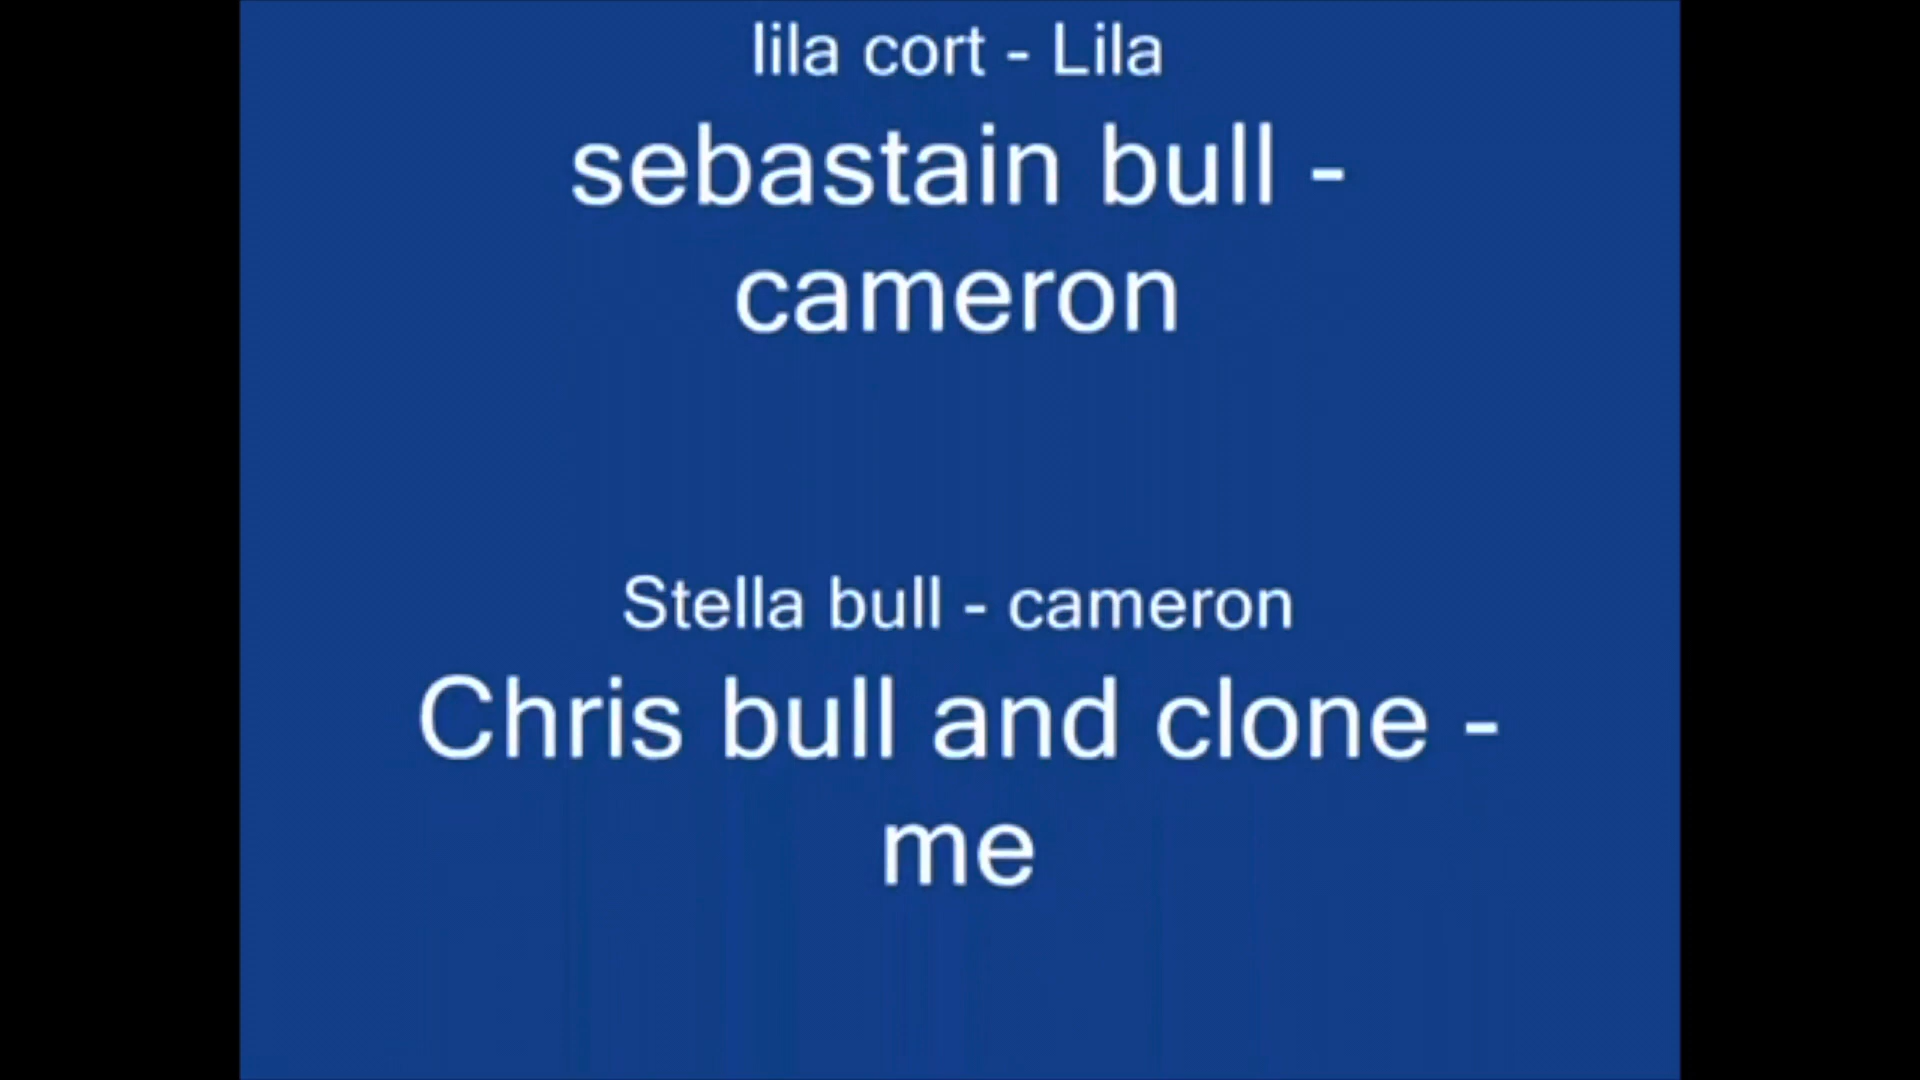 lila cort - Lila
sebastain bull -
cameron
Stella bull - cameron
Chris bull and clone -
me